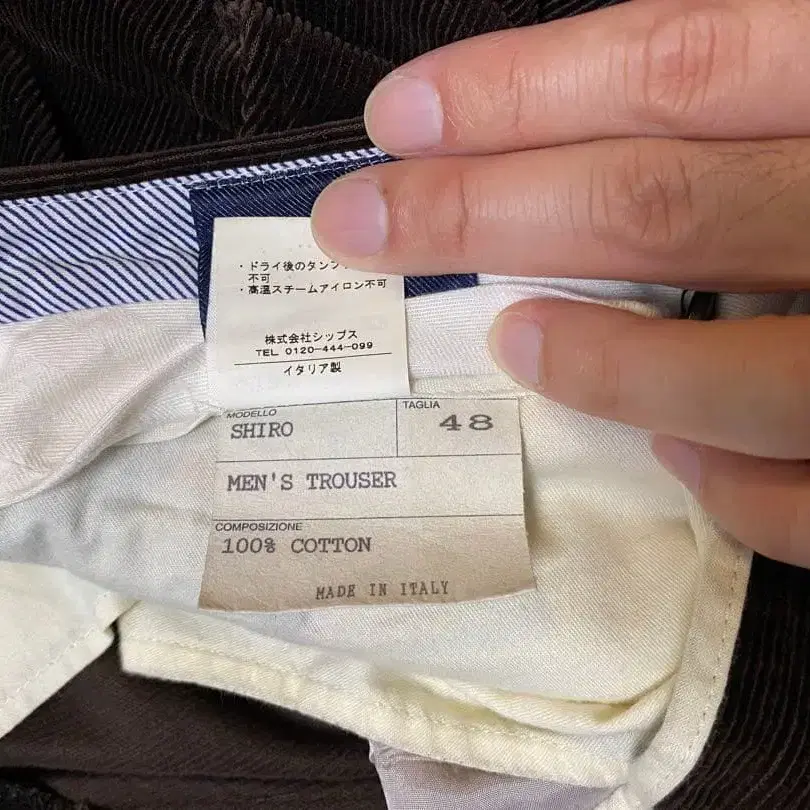 ・ドライ後のタンブ
不可
・高温スチームアイロン不可
株式会社シップス
TEL 0120-444-099
イタリア製
MODELLO
SHIRO
TAGLIA
48
MEN'S TROUSER
COMPOSIZIONE
100% COTTON
MADE IN ITALY